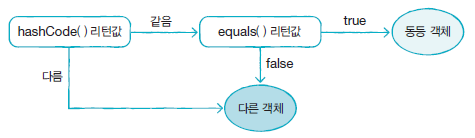 hashCode( ) 리턴값
같음
equals( ) 리턴값
true
동등 객체
다름
false
다른 객체